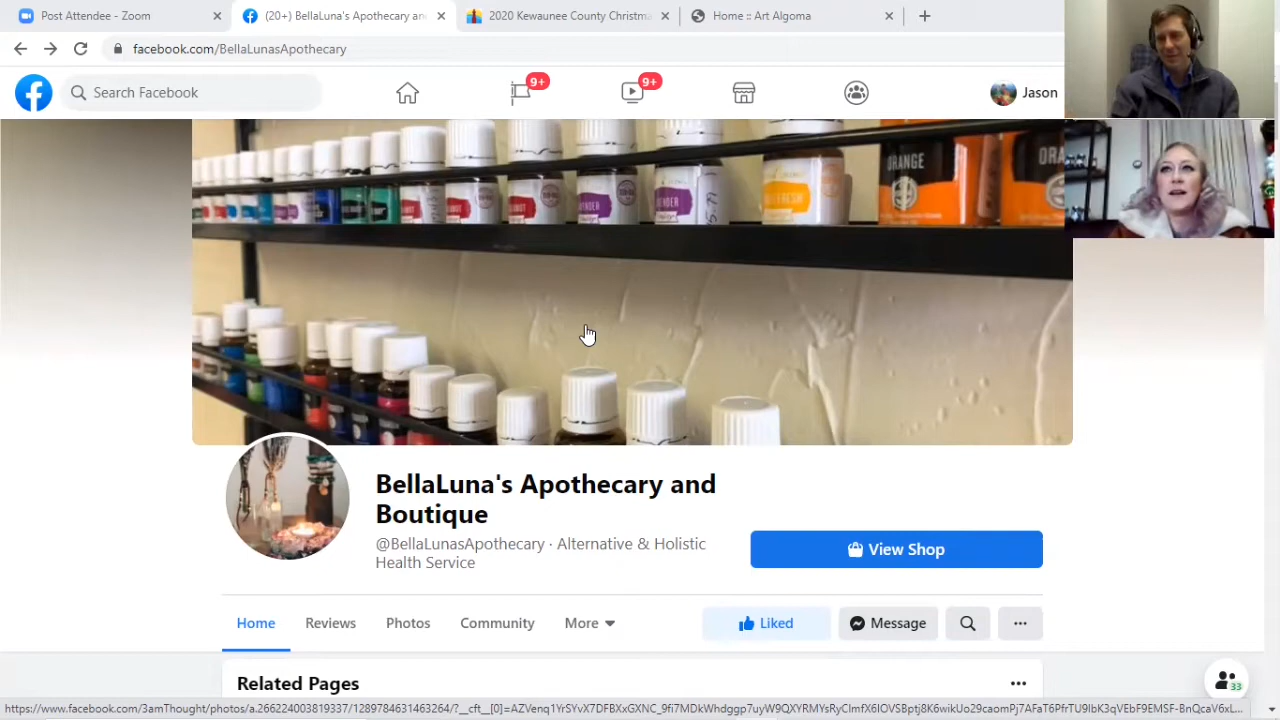 Post Attendee - Zoom
(20+) BellaLuna's Apothecary an
2020 Kewaunee County Christma
Home :: Art Algoma
facebook.com/BellaLunasApothecary
Search Facebook
9+
9+
Jason
ORANGE
ORA
BellaLuna's Apothecary and
Boutique
@BellaLunasApothecary · Alternative & Holistic
Health Service
View Shop
Home
Reviews
Photos
Community
More
Liked
Message
Related Pages
33